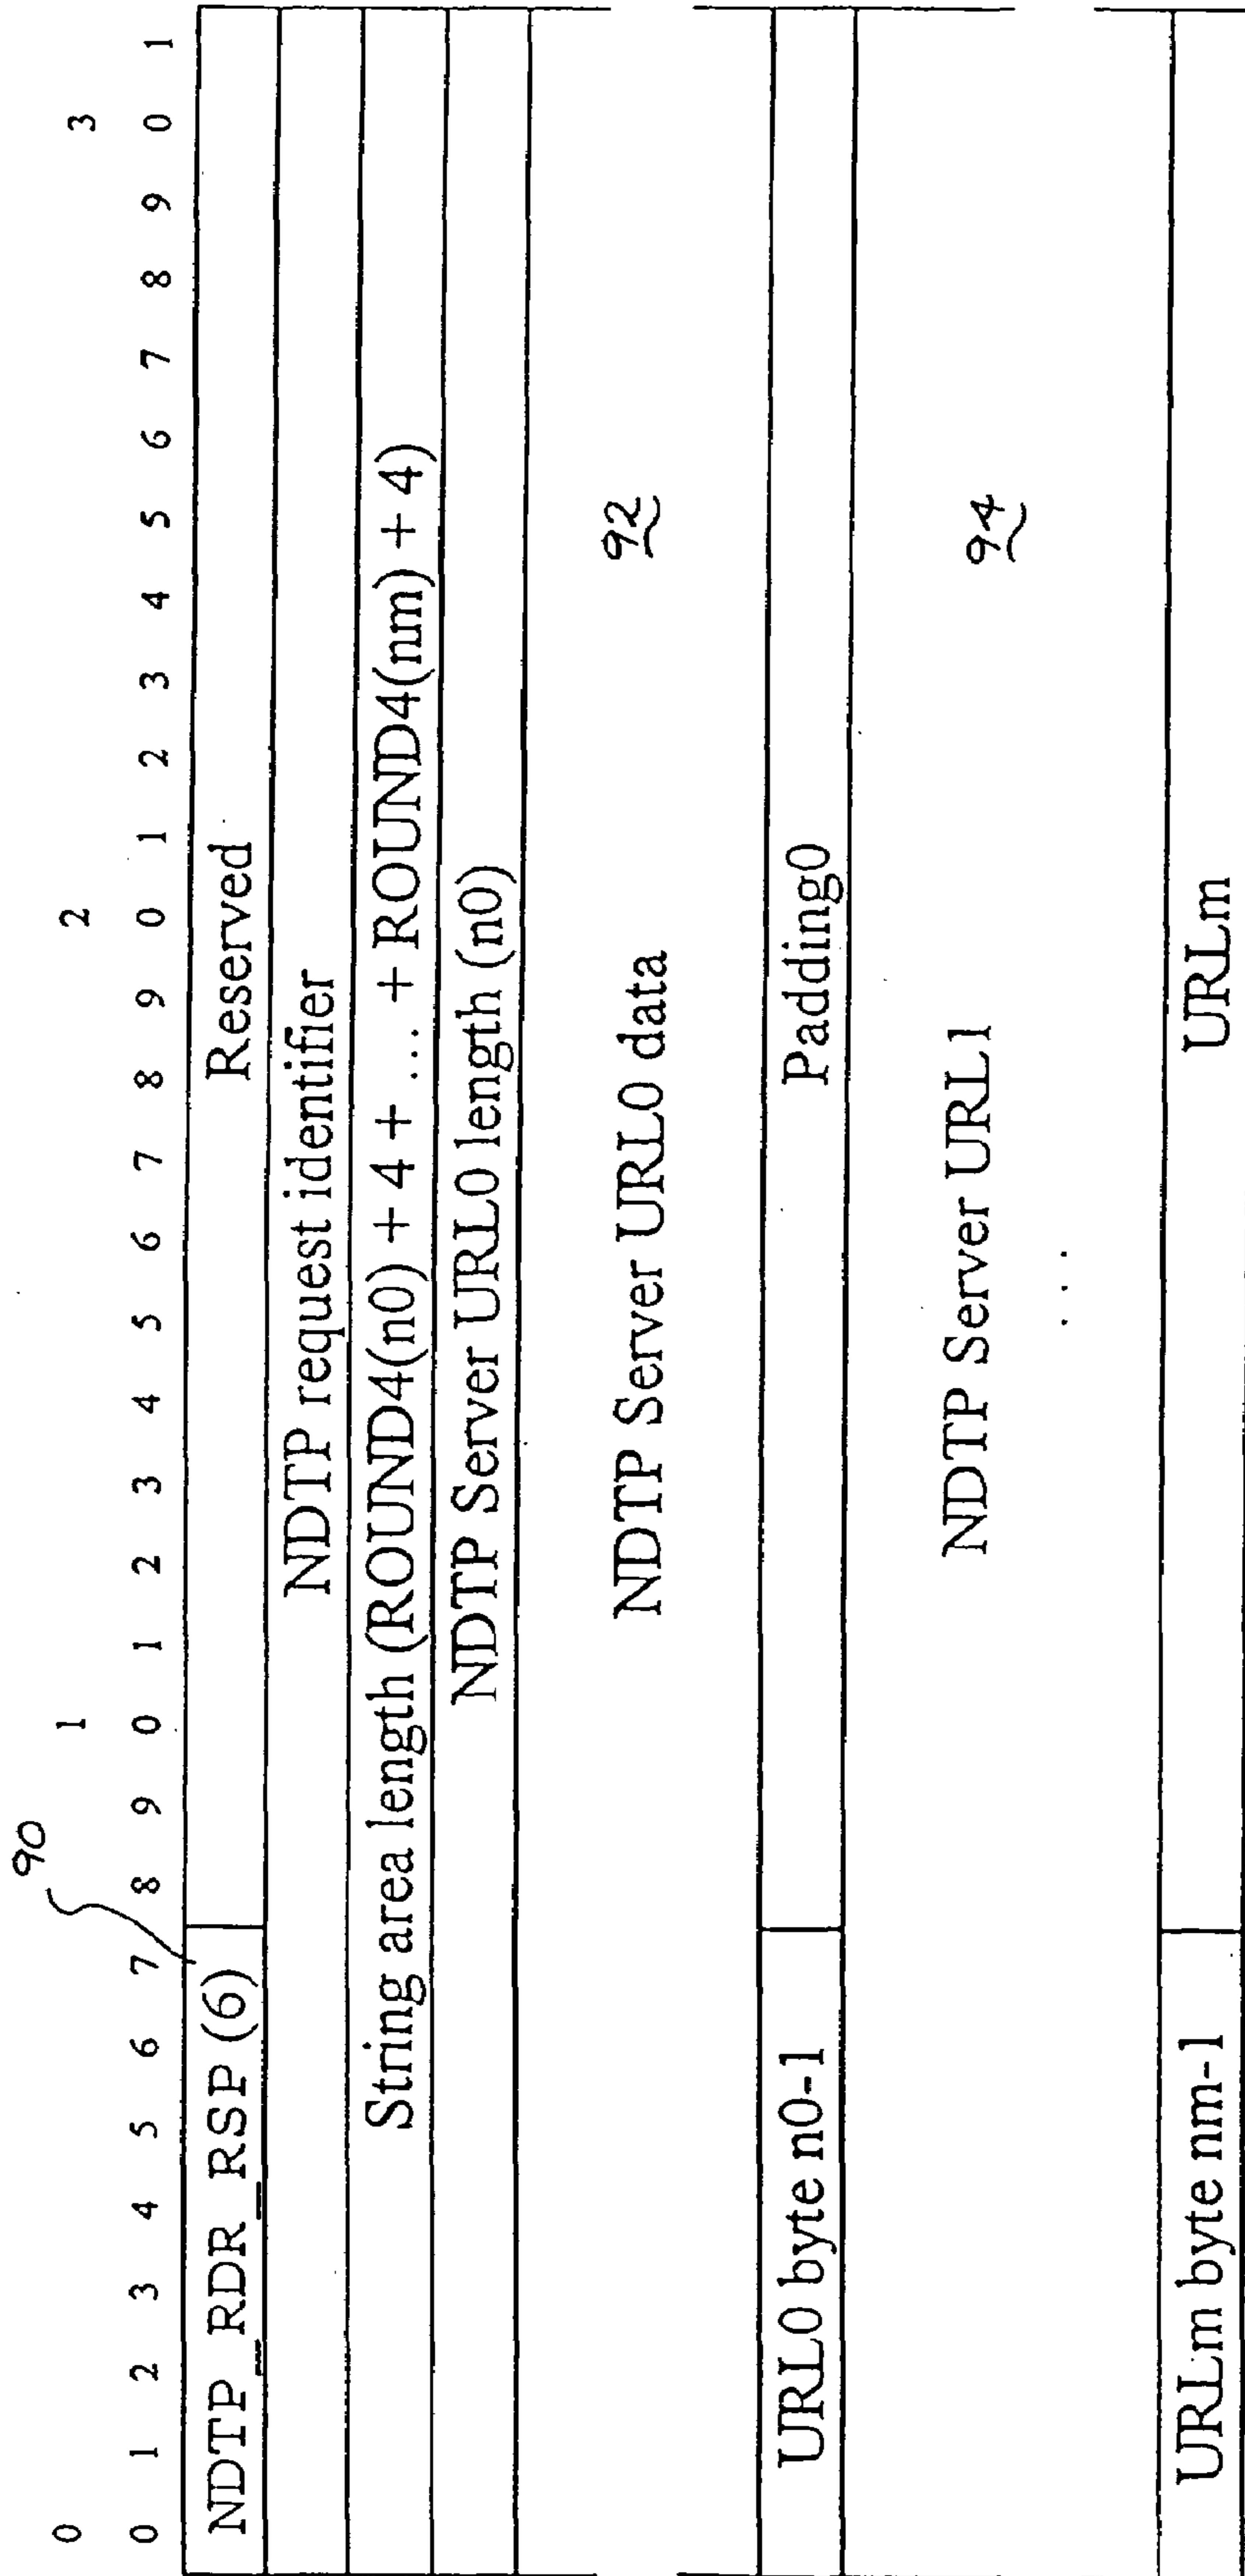 90
0 1 2 3
0 1 2 3 4 5 6 7 8 9 0 1 2 3 4 5 6 7 8 9 0 1 2 3 4 5 6 7 8 9 0 1
NDTP_RDR_RSP (6) Reserved
NDTP request identifier
String area length (ROUND4(n0) + 4 + ... + ROUND4(nm) + 4)
NDTP Server URL0 length (n0)
NDTP Server URL0 data 92
URL0 byte n0-1 Padding0
NDTP Server URL1 94
...
URLm byte nm-1 URLm